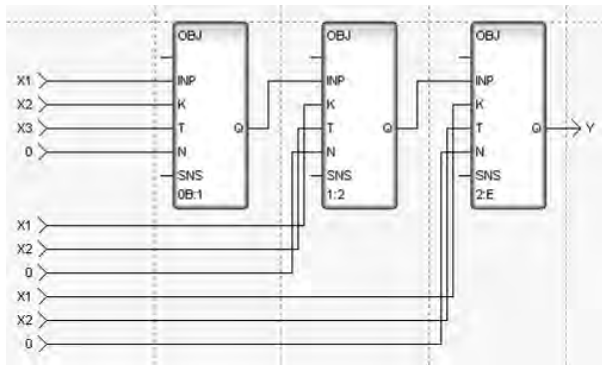 OBJ OBJ OBJ
X1 INP INP INP
X2 K K K
X3 T Q T Q T Q Y
0 N N N
SNS SNS SNS
0B:1 1:2 2:E
X1
X2
0
X1
X2
0